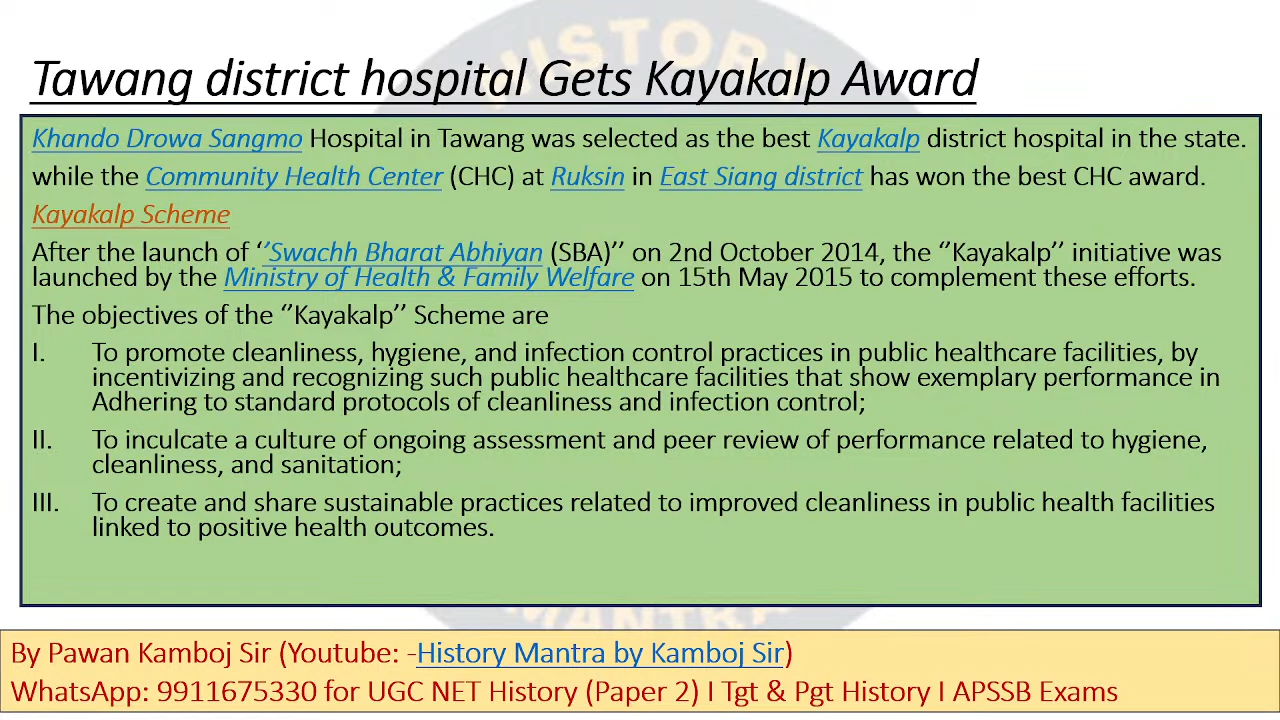 HISTORY
Tawang district hospital Gets Kayakalp Award
Khando Drowa Sangmo Hospital in Tawang was selected as the best Kayakalp district hospital in the state.
while the Community Health Center (CHC) at Ruksin in East Siang district has won the best CHC award.
Kayakalp Scheme
After the launch of ‘’Swachh Bharat Abhiyan (SBA)’’ on 2nd October 2014, the ‘’Kayakalp’’ initiative was
launched by the Ministry of Health & Family Welfare on 15th May 2015 to complement these efforts.
The objectives of the ‘’Kayakalp’’ Scheme are
I. To promote cleanliness, hygiene, and infection control practices in public healthcare facilities, by
incentivizing and recognizing such public healthcare facilities that show exemplary performance in
Adhering to standard protocols of cleanliness and infection control;
II. To inculcate a culture of ongoing assessment and peer review of performance related to hygiene,
cleanliness, and sanitation;
III. To create and share sustainable practices related to improved cleanliness in public health facilities
linked to positive health outcomes.
MANTRA
By Pawan Kamboj Sir (Youtube: -History Mantra by Kamboj Sir)
WhatsApp: 9911675330 for UGC NET History (Paper 2) I Tgt & Pgt History I APSSB Exams